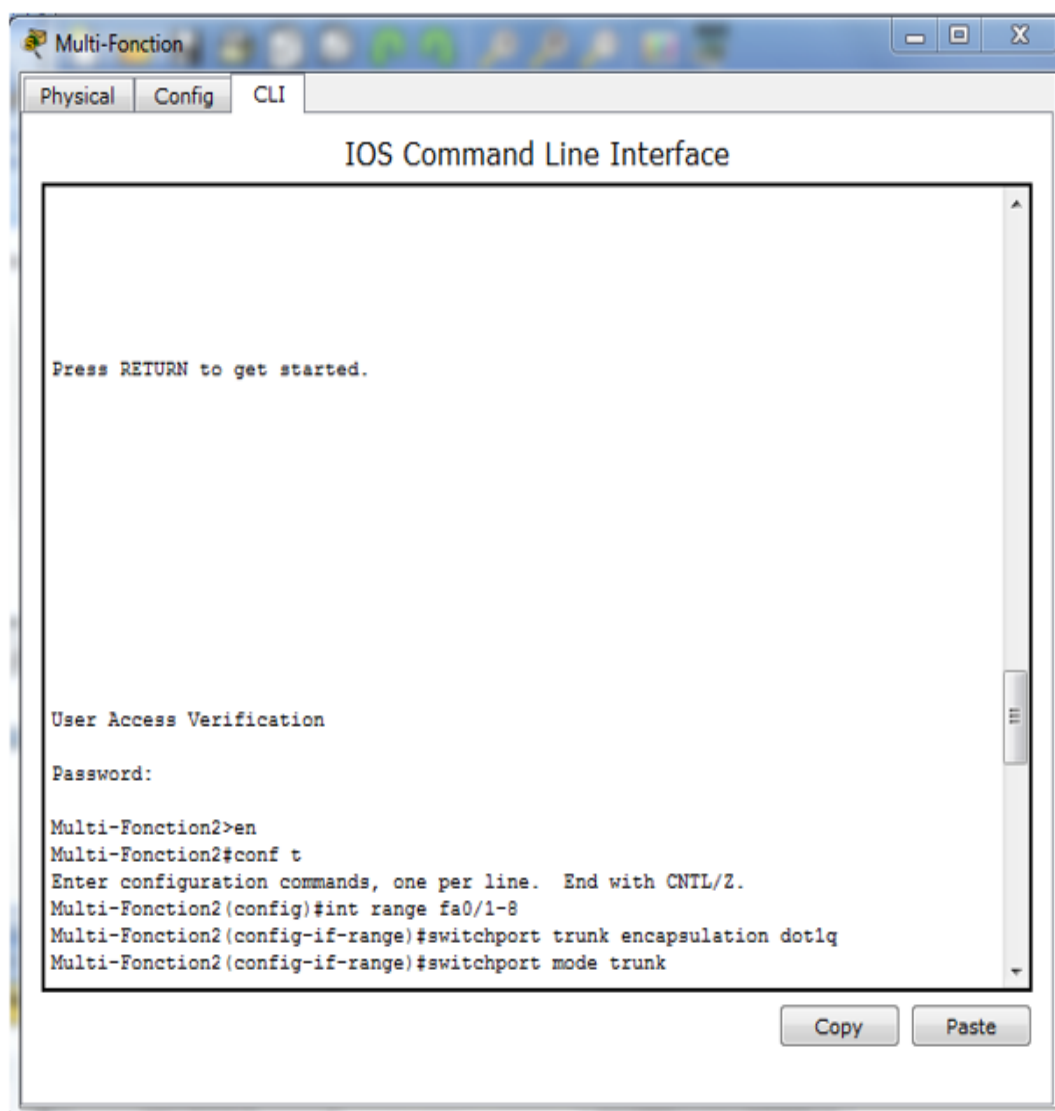 Multi-Fonction
Physical Config CLI
IOS Command Line Interface
Press RETURN to get started.
User Access Verification
Password:
Multi-Fonction2>en
Multi-Fonction2#conf t
Enter configuration commands, one per line.  End with CNTL/Z.
Multi-Fonction2(config)#int range fa0/1-8
Multi-Fonction2(config-if-range)#switchport trunk encapsulation dot1q
Multi-Fonction2(config-if-range)#switchport mode trunk
Copy Paste